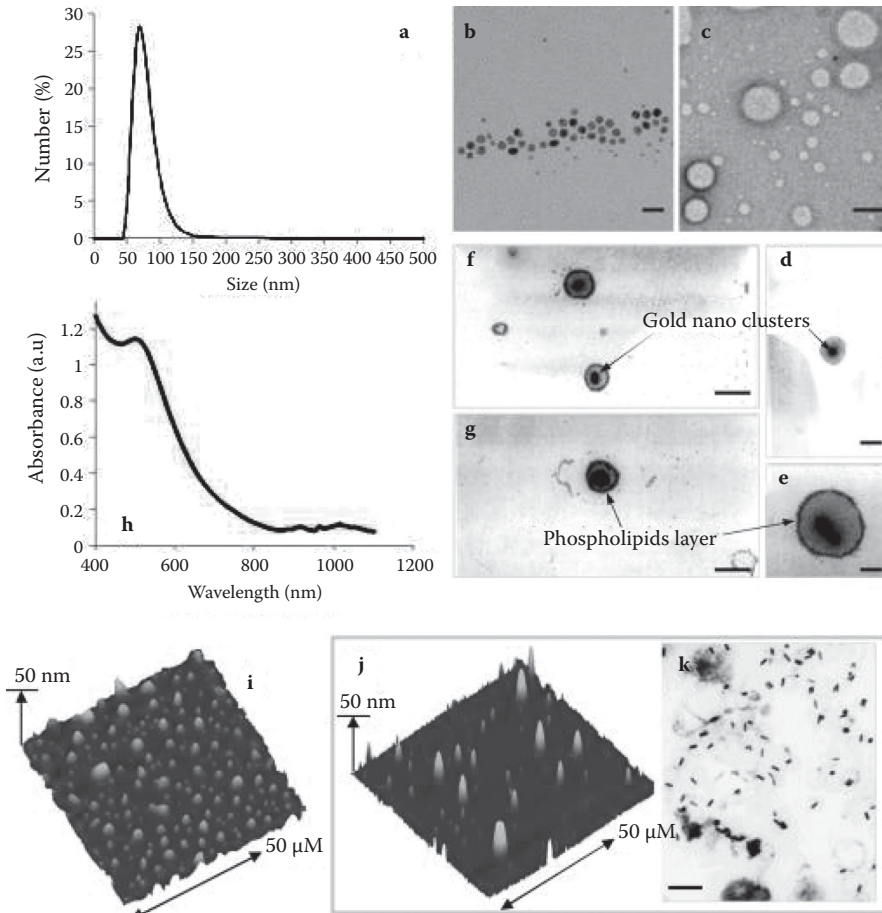 30
25
20
15
10
5
0
Number (%)
a
0 50 100 150 200 250 300 350 400 450 500
Size (nm)
b
c
1.2
1
0.8
0.6
0.4
0.2
0
Absorbance (a.u)
h
400 600 800 1000 1200
Wavelength (nm)
f
d
Gold nano clusters
g
e
Phospholipids layer
50 nm
i
50 μM
j
50 nm
50 μM
k